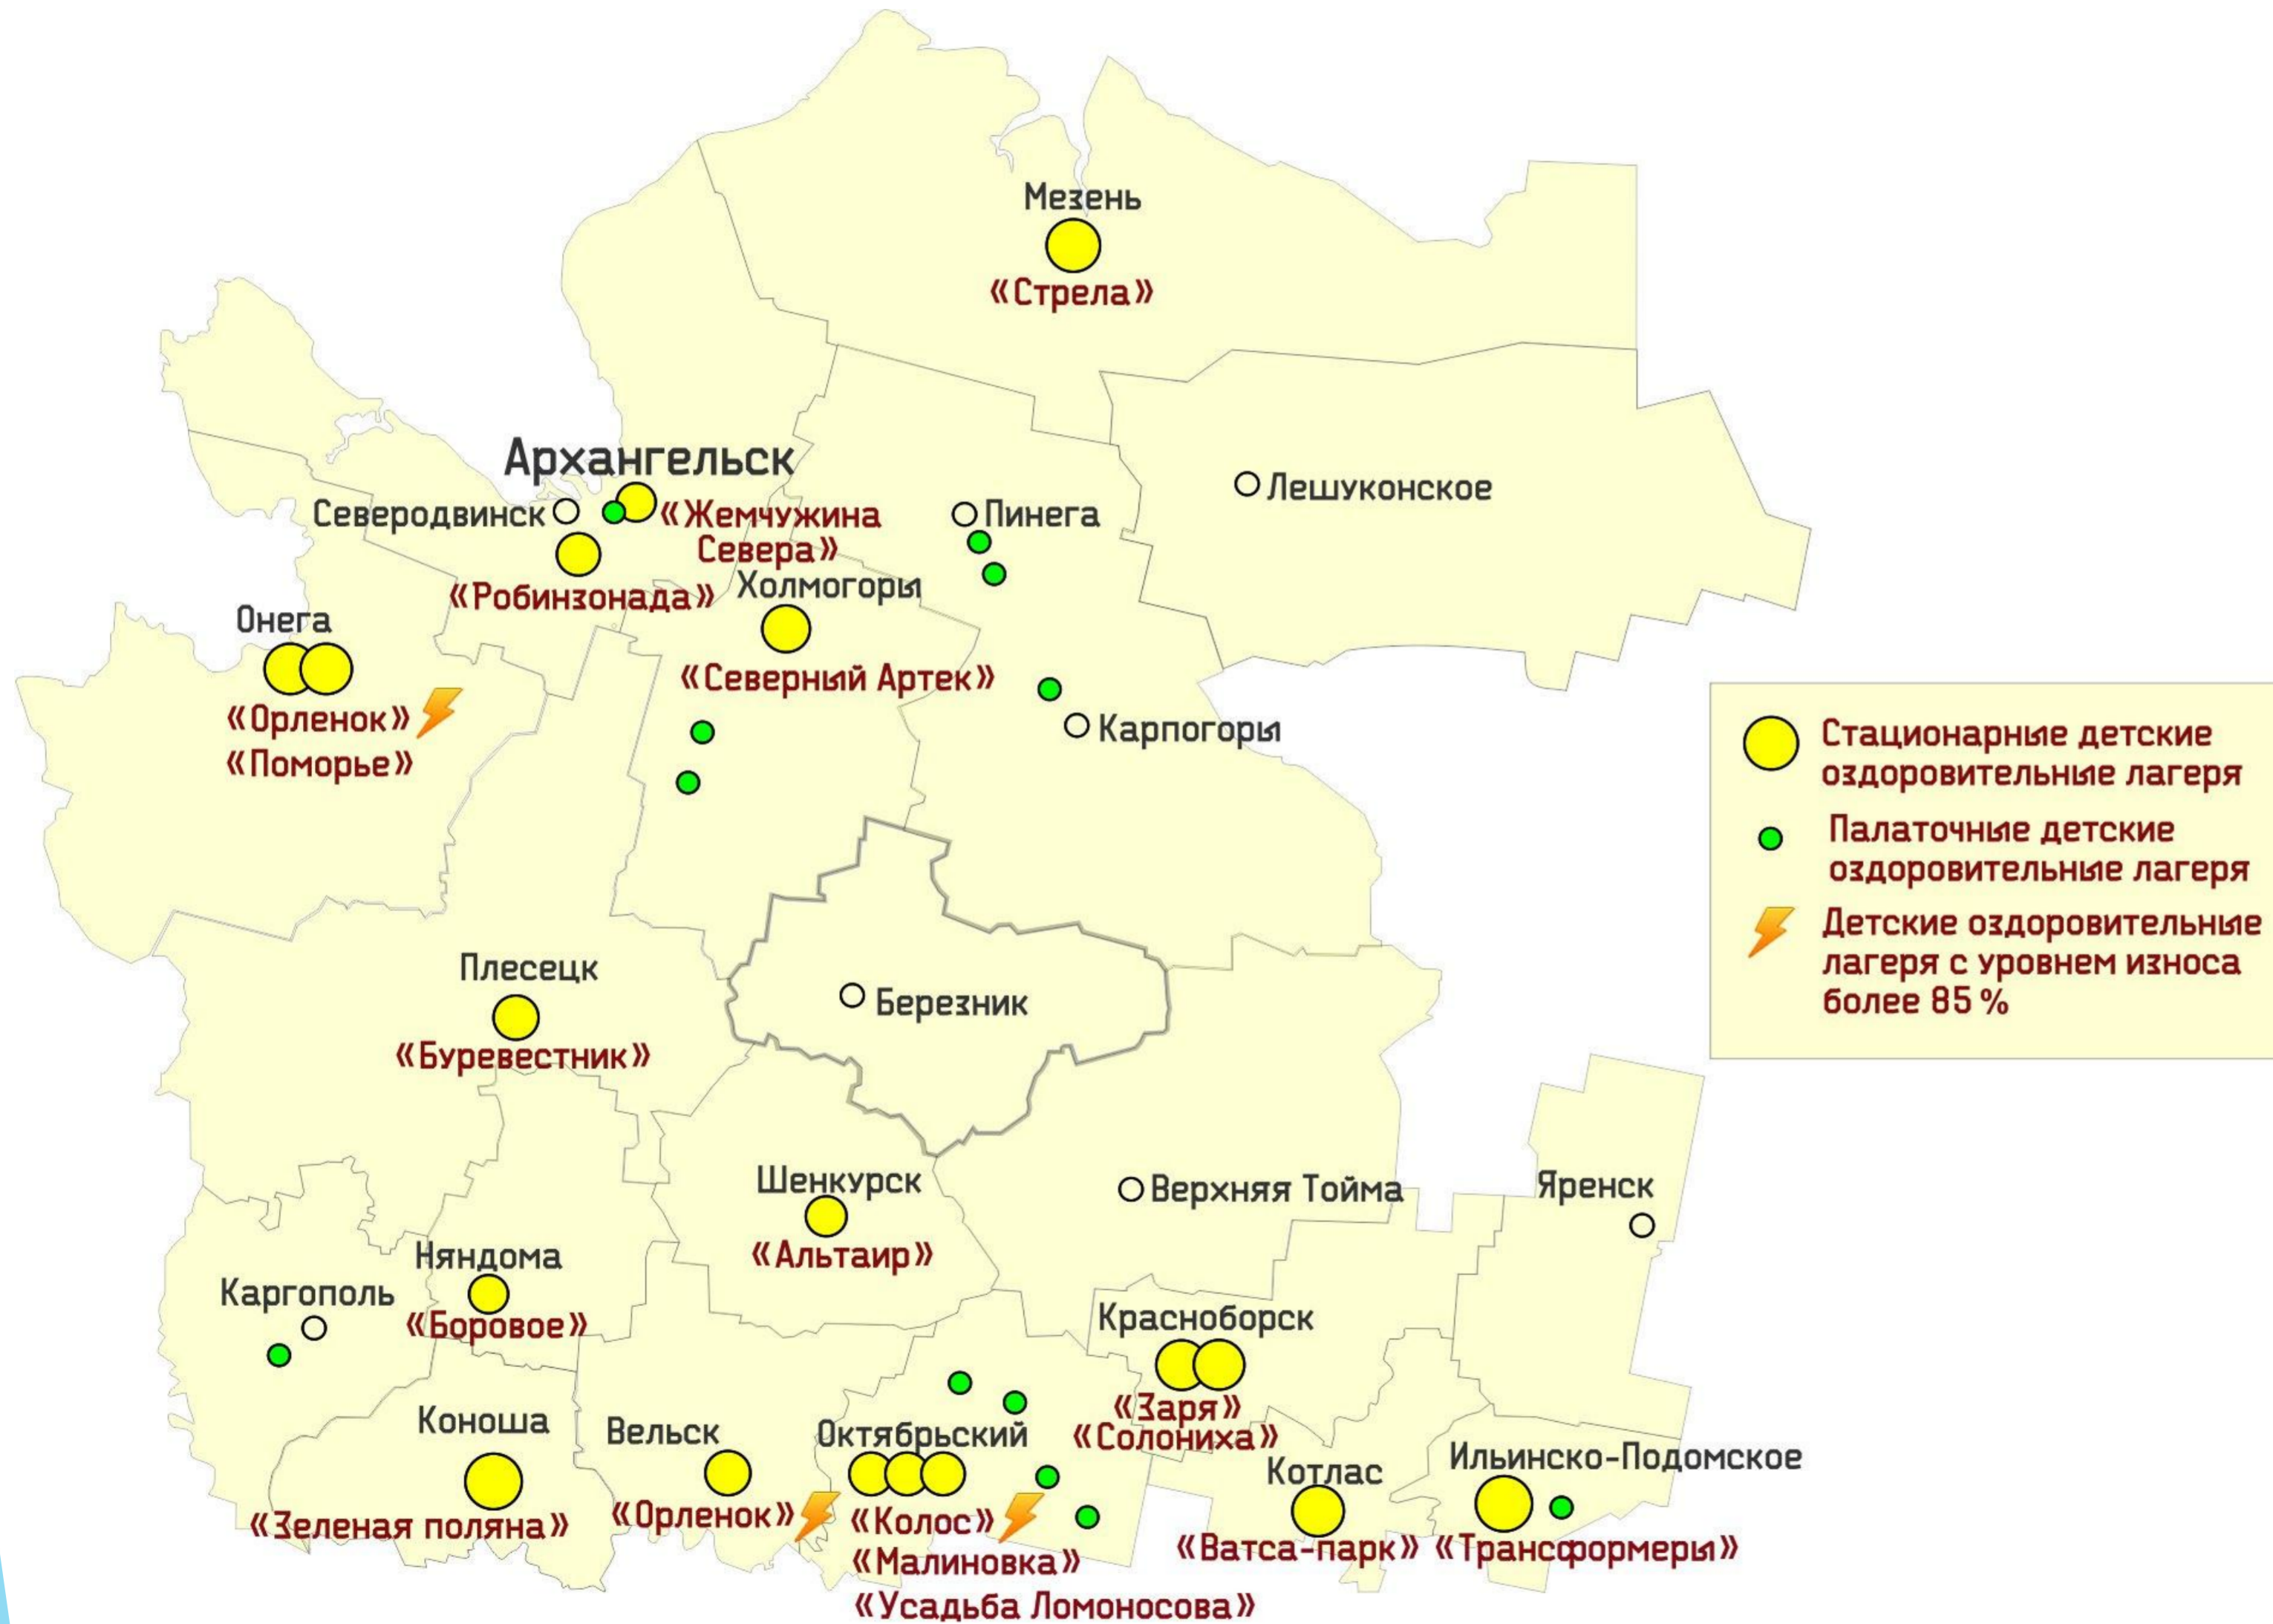 Мезень
«Стрела»
Архангельск
Северодвинск
«Жемчужина
Севера»
«Робинзонада»
Пинега
Лешуконское
Холмогоры
«Северный Артек»
Онега
«Орленок»
«Поморье»
Карпогоры
Плесецк
«Буревестник»
Березник
Шенкурск
«Альтаир»
Верхняя Тойма
Яренск
Няндома
«Боровое»
Каргополь
Красноборск
«Заря»
«Солониха»
Коноша
«Зеленая поляна»
Вельск
«Орленок»
Октябрьский
«Колос»
«Малиновка»
«Усадьба Ломоносова»
Котлас
«Ватса-парк»
Ильинско-Подомское
«Трансформеры»
Стационарные детские
оздоровительные лагеря
Палаточные детские
оздоровительные лагеря
Детские оздоровительные
лагеря с уровнем износа
более 85 %